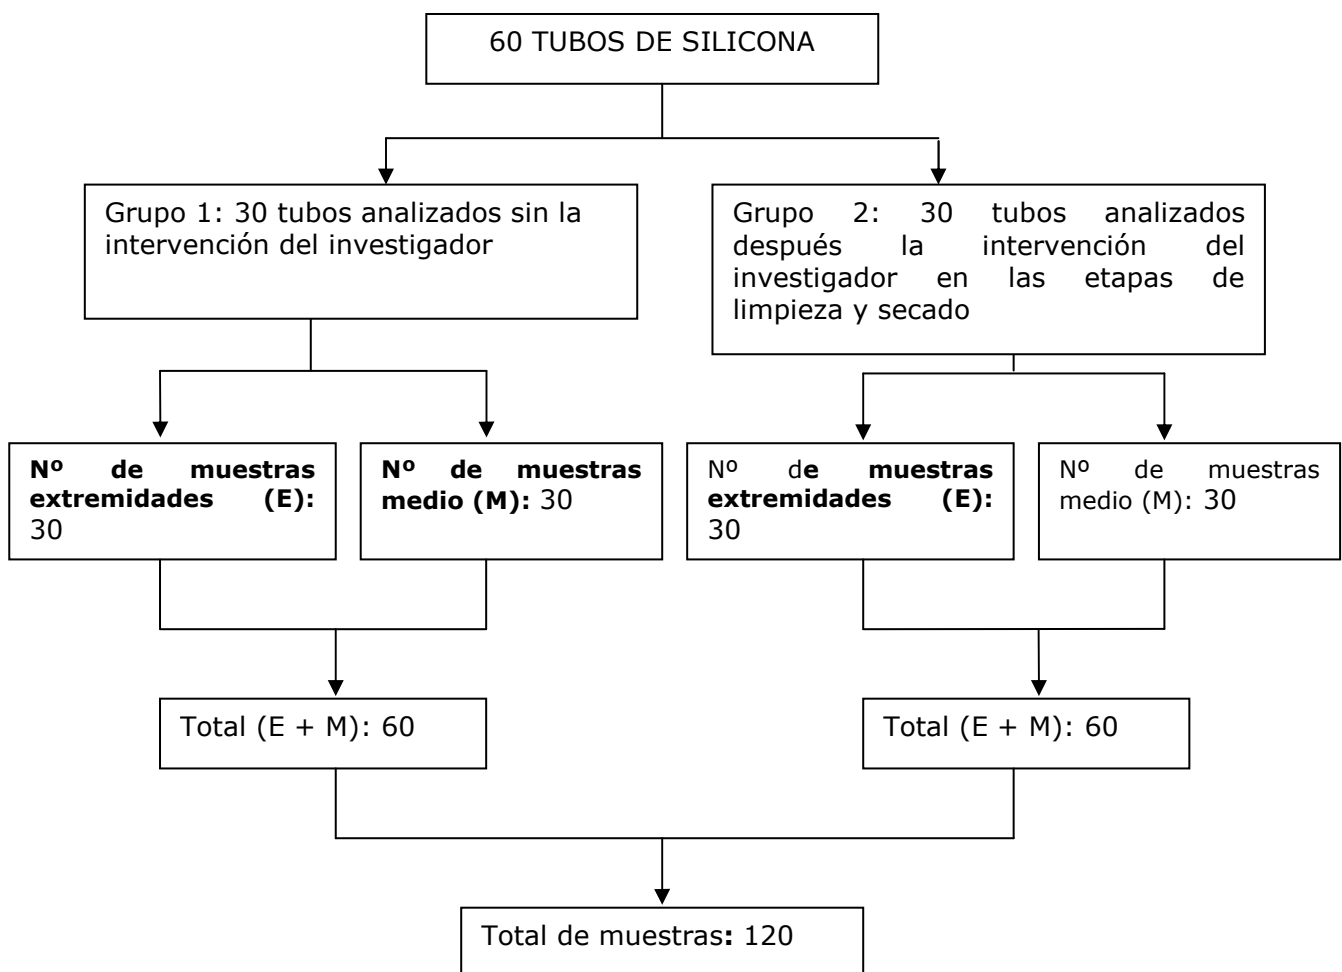 60 TUBOS DE SILICONA
Grupo 1: 30 tubos analizados sin la
intervención del investigador
Grupo 2: 30 tubos analizados
después la intervención del
investigador en las etapas de
limpieza y secado
Nº de muestras
extremidades (E):
30
Nº de muestras
medio (M): 30
Nº de muestras
extremidades (E):
30
Nº de muestras
medio (M): 30
Total (E + M): 60
Total (E + M): 60
Total de muestras: 120